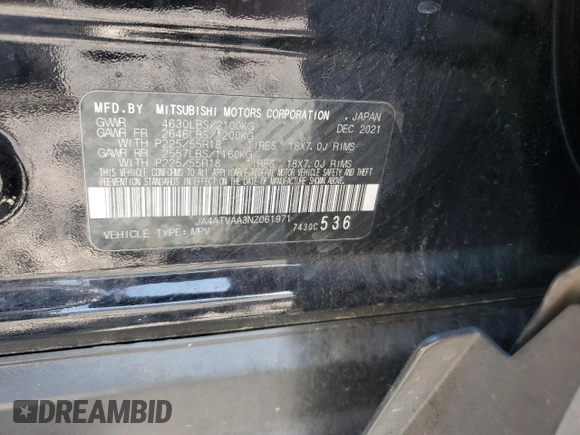 MFD.BY MITSUBISHI MOTORS CORPORATION , JAPAN
GVWR 4630LBS/2100KG DEC 2021
GAWR FR 2646LBS/1200KG
WITH P225/55R18 TIRES 18X7.0J RIMS
GAWR RR 2557LBS/1160KG
WITH P225/55R18 TIRES 18X7.0J RIMS
THIS VEHICLE CONFORMS TO ALL APPLICABLE FEDERAL MOTOR VEHICLE SAFETY, BUMPER, AND THEFT
PREVENTION STANDARDS IN EFFECT ON THE DATE OF MANUFACTURE SHOWN ABOVE.
JA4ATVAA3NZ061971
VEHICLE TYPE: MPV 7430C 536
DREAMBID